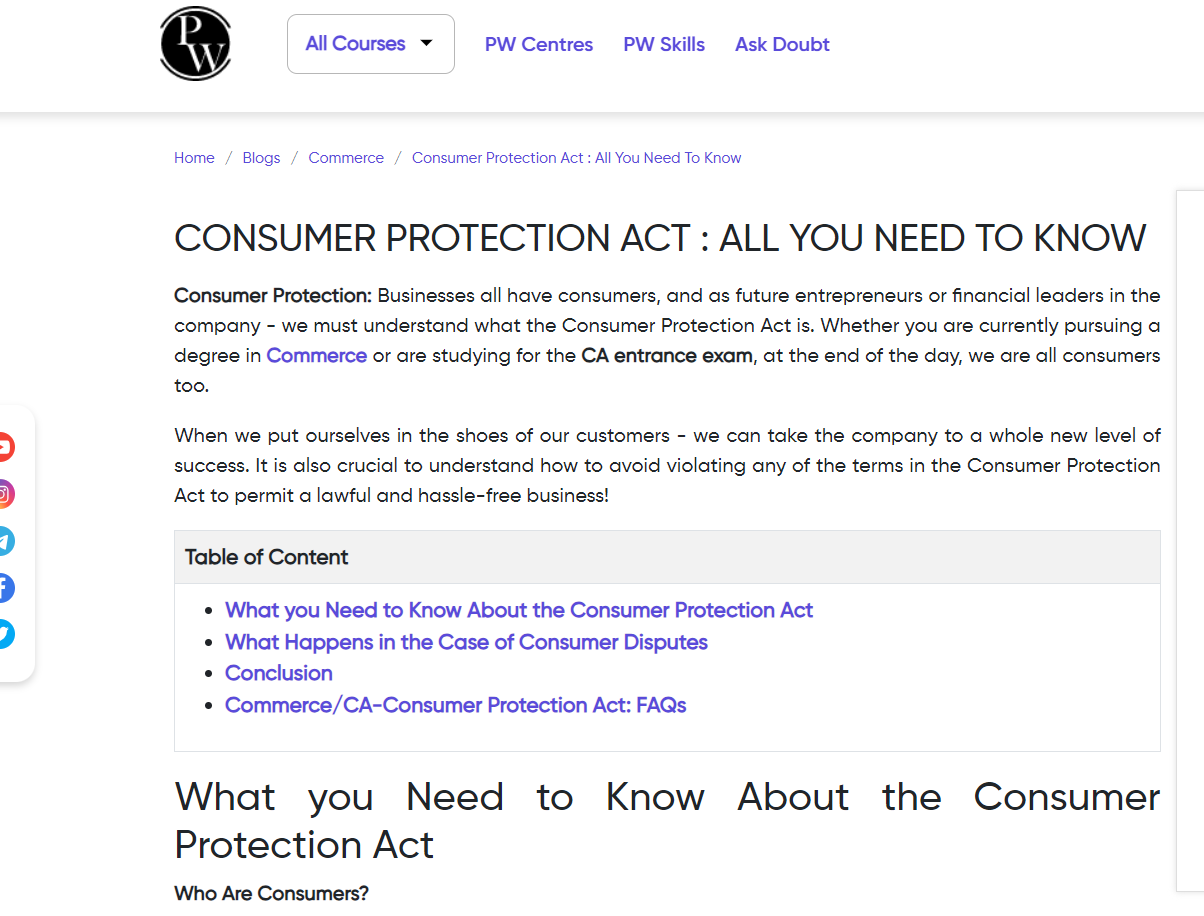 PW
All Courses
PW Centres
PW Skills
Ask Doubt
Home / Blogs / Commerce / Consumer Protection Act : All You Need To Know
CONSUMER PROTECTION ACT : ALL YOU NEED TO KNOW
Consumer Protection: Businesses all have consumers, and as future entrepreneurs or financial leaders in the
company - we must understand what the Consumer Protection Act is. Whether you are currently pursuing a
degree in Commerce or are studying for the CA entrance exam, at the end of the day, we are all consumers
too.
When we put ourselves in the shoes of our customers - we can take the company to a whole new level of
success. It is also crucial to understand how to avoid violating any of the terms in the Consumer Protection
Act to permit a lawful and hassle-free business!
Table of Content
• What you Need to Know About the Consumer Protection Act
• What Happens in the Case of Consumer Disputes
• Conclusion
• Commerce/CA-Consumer Protection Act: FAQs
What you Need to Know About the Consumer
Protection Act
Who Are Consumers?